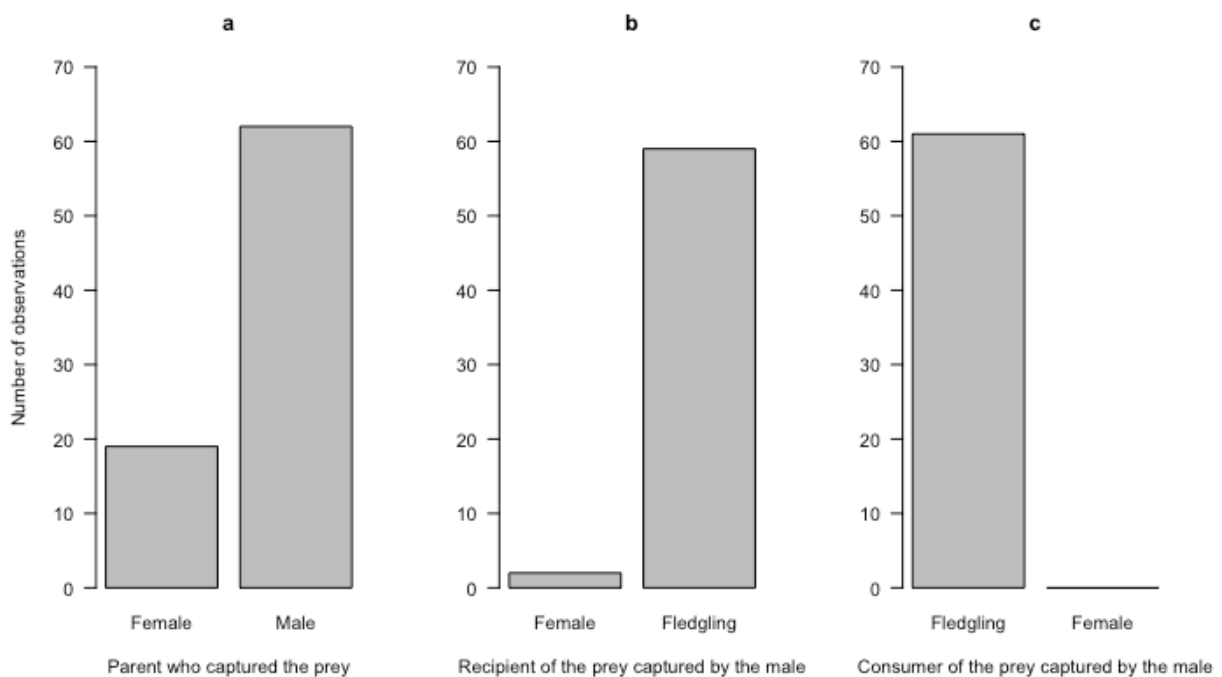 a
70
60
50
40
30
20
10
0
Number of observations
Female Male
Parent who captured the prey
b
70
60
50
40
30
20
10
0
Female Fledgling
Recipient of the prey captured by the male
c
70
60
50
40
30
20
10
0
Fledgling Female
Consumer of the prey captured by the male